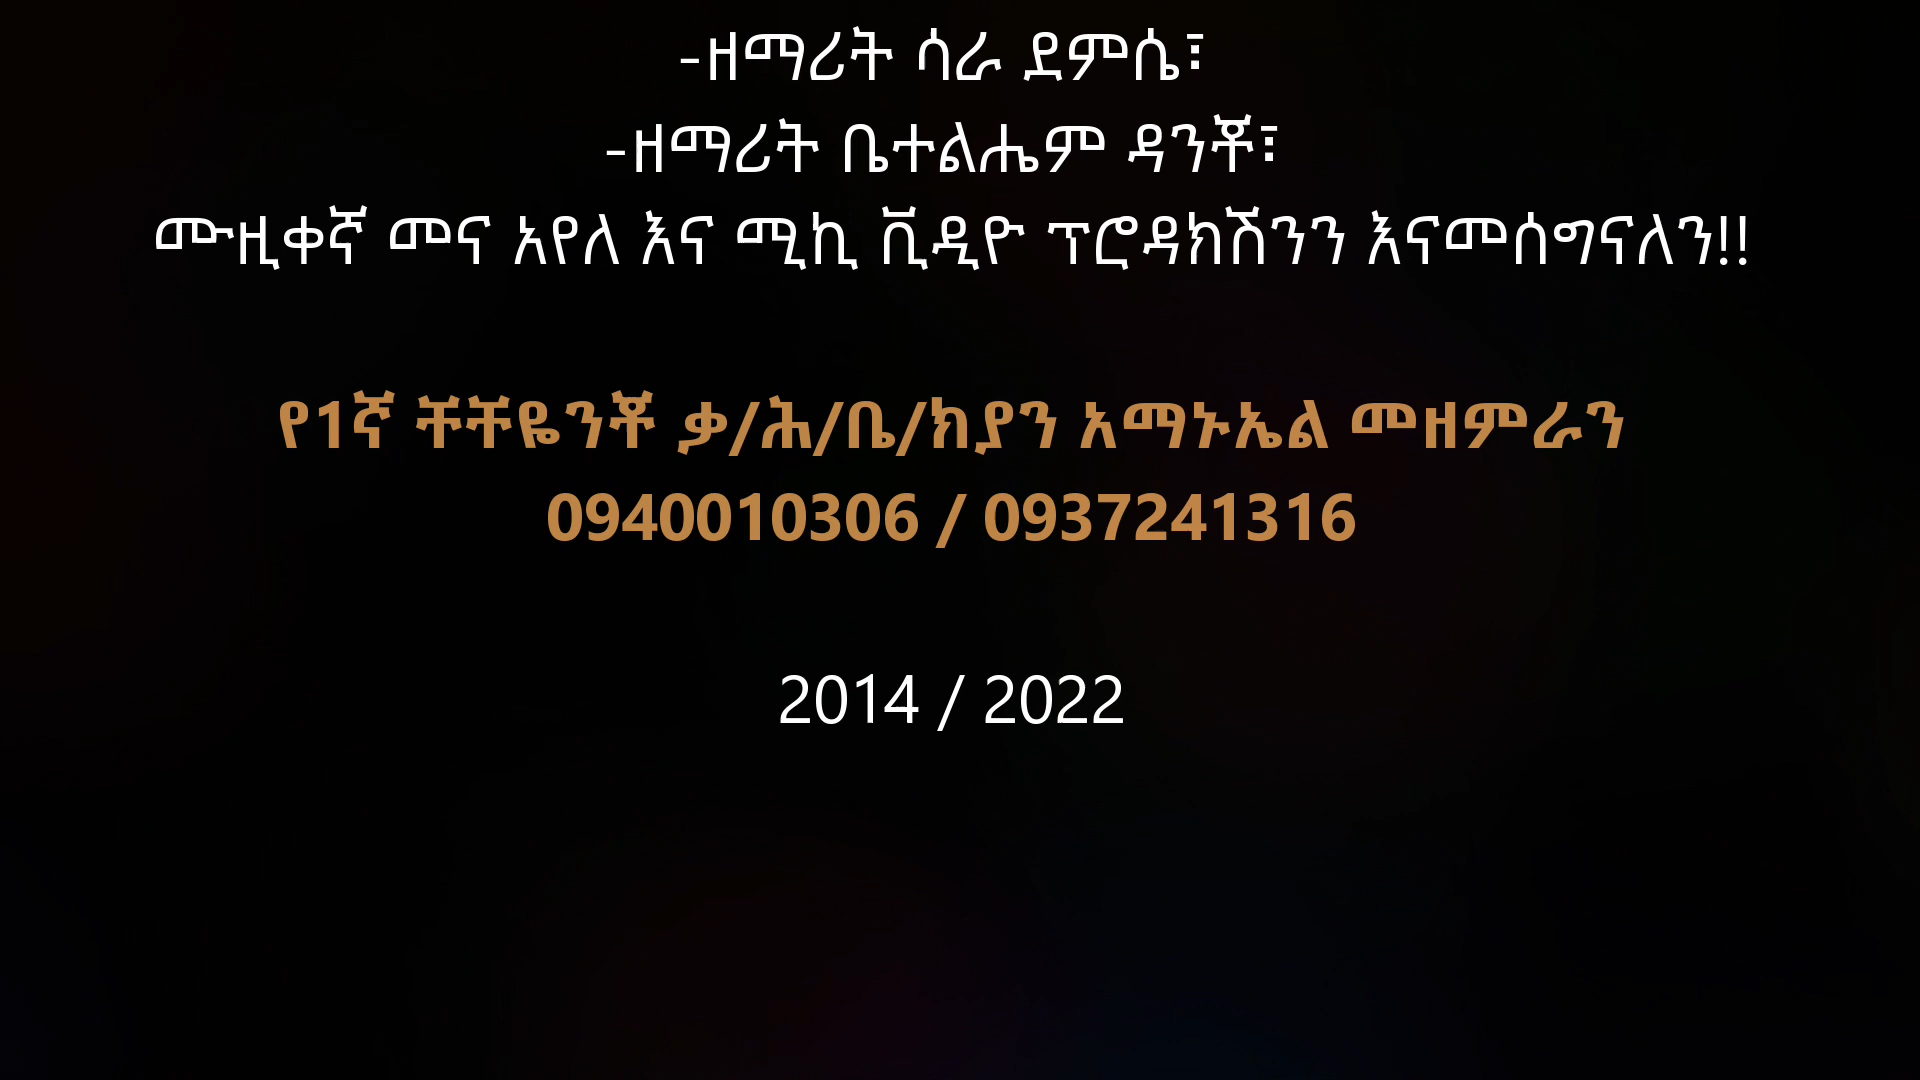 -ዘማሪት ሳራ ደምሴ፣
-ዘማሪት ቤተልሔም ዳንቾ፣
ሙዚቀኛ መና አየለ እና ሚኪ ቪዲዮ ፕሮዳክሽንን እናመሰግናለን!!
የ1ኛ ቸቸዬንቾ ቃ/ሕ/ቤ/ክያን አማኑኤል መዘምራን
0940010306 / 0937241316
2014 / 2022